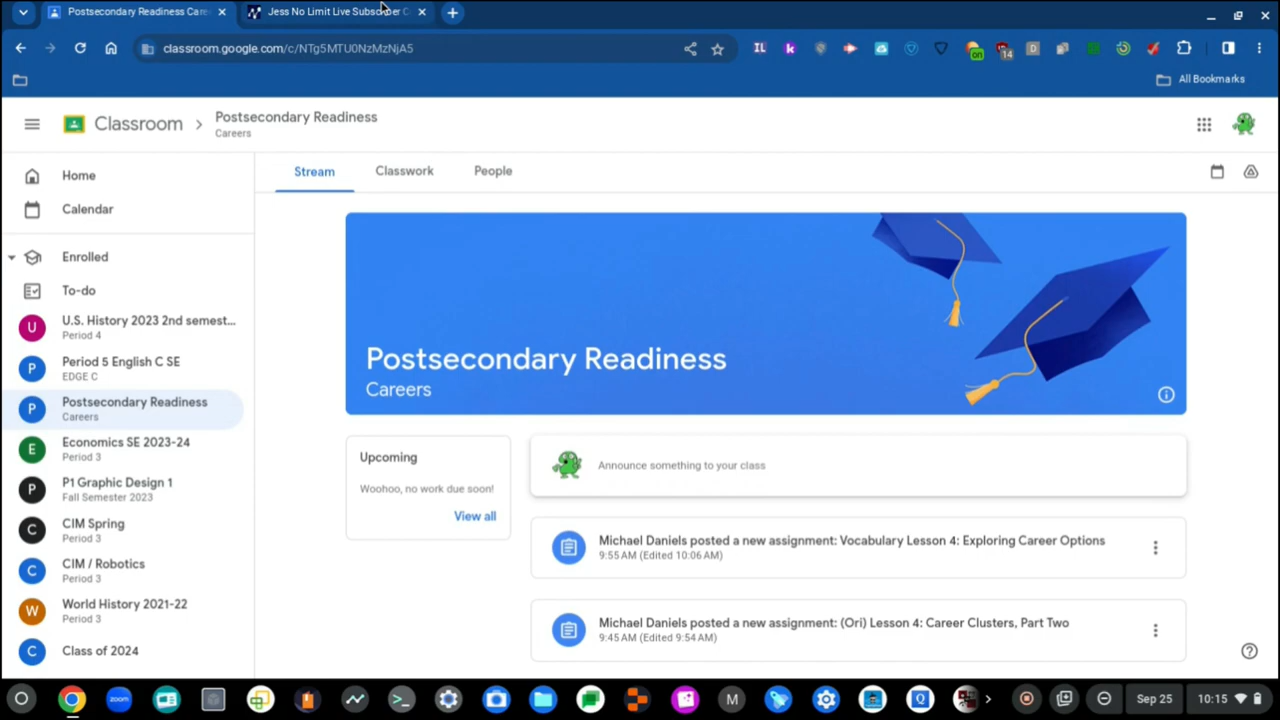 Postsecondary Readiness Care
Jess No Limit Live Subscriber C
classroom.google.com/c/NTg5MTU0NzMzNjA5
IL
k
on
14
D
All Bookmarks
Classroom
Postsecondary Readiness
Careers
Stream
Classwork
People
Home
Calendar
Enrolled
To-do
U
U.S. History 2023 2nd semest...
Period 4
P
Period 5 English C SE
EDGE C
P
Postsecondary Readiness
Careers
E
Economics SE 2023-24
Period 3
P
P1 Graphic Design 1
Fall Semester 2023
C
CIM Spring
Period 3
C
CIM / Robotics
Period 3
W
World History 2021-22
Period 3
C
Class of 2024
Postsecondary Readiness
Careers
Upcoming
Woohoo, no work due soon!
View all
Announce something to your class
Michael Daniels posted a new assignment: Vocabulary Lesson 4: Exploring Career Options
9:55 AM (Edited 10:06 AM)
Michael Daniels posted a new assignment: (Ori) Lesson 4: Career Clusters, Part Two
9:45 AM (Edited 9:54 AM)
zoom
M
Q
Sep 25
10:15